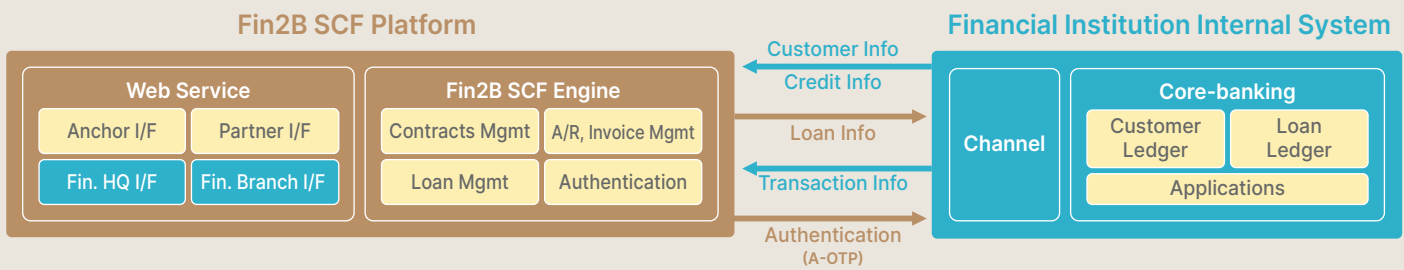 Fin2B SCF Platform
Financial Institution Internal System
Web Service
Anchor I/F
Partner I/F
Fin. HQ I/F
Fin. Branch I/F
Fin2B SCF Engine
Contracts Mgmt
A/R, Invoice Mgmt
Loan Mgmt
Authentication
Customer Info
Credit Info
Loan Info
Transaction Info
Authentication
(A-OTP)
Channel
Core-banking
Customer
Ledger
Loan
Ledger
Applications